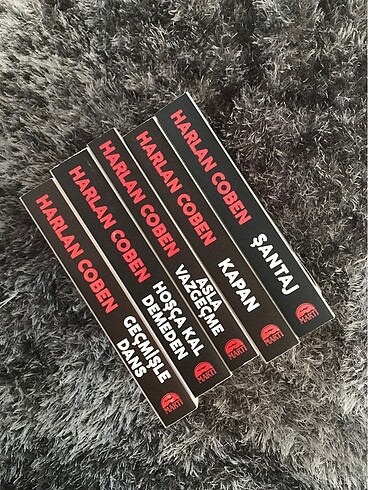 HARLAN COBEN
GEÇMİŞLE
DANS
MARTI
HARLAN COBEN
HOŞÇA KAL
DEMEDEN
MARTI
HARLAN COBEN
ASLA
VAZGEÇME
MARTI
HARLAN COBEN
KAPAN
MARTI
HARLAN COBEN
ŞANTAJ
MARTI